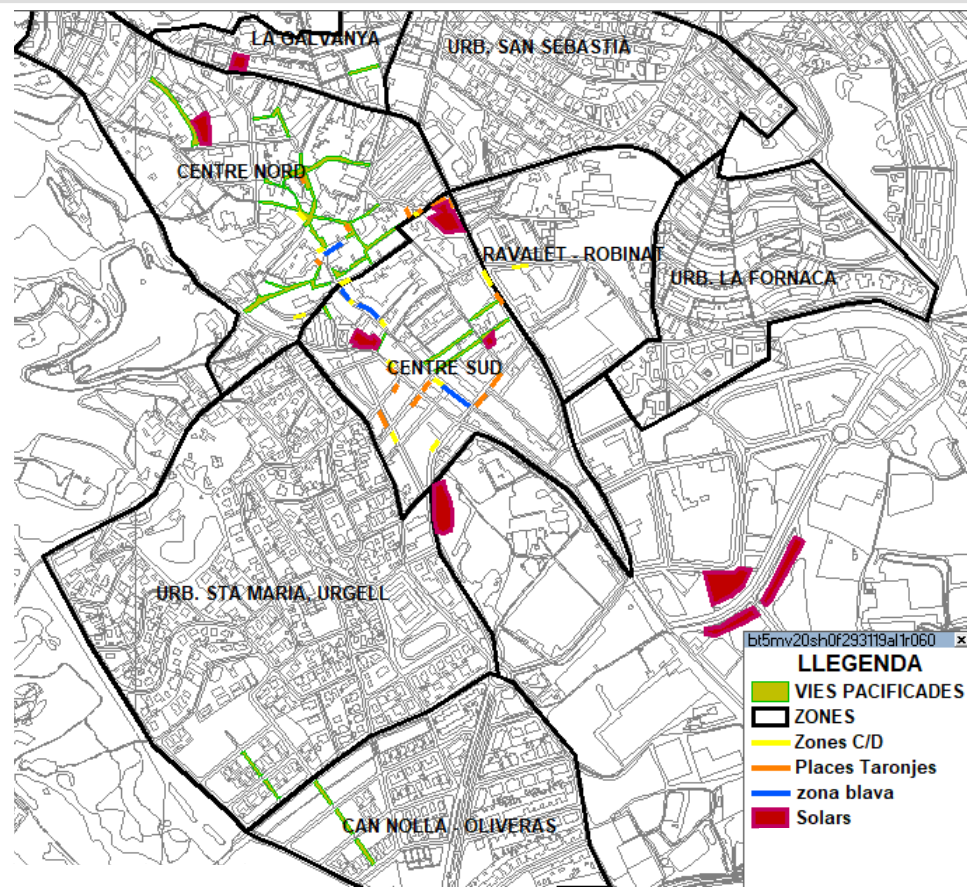 LA GALVANYA
URB. SAN SEBASTIÀ
CENTRE NORD
RAVALET - ROBINAT
URB. LA FORNACA
CENTRE SUD
URB. STA MARIA, URGELL
CAN NOLLA - OLIVERAS
bt5mv20sh0f293119al1r060
LLEGENDA
VIES PACIFICADES
ZONES
Zones C/D
Places Taronjes
zona blava
Solars